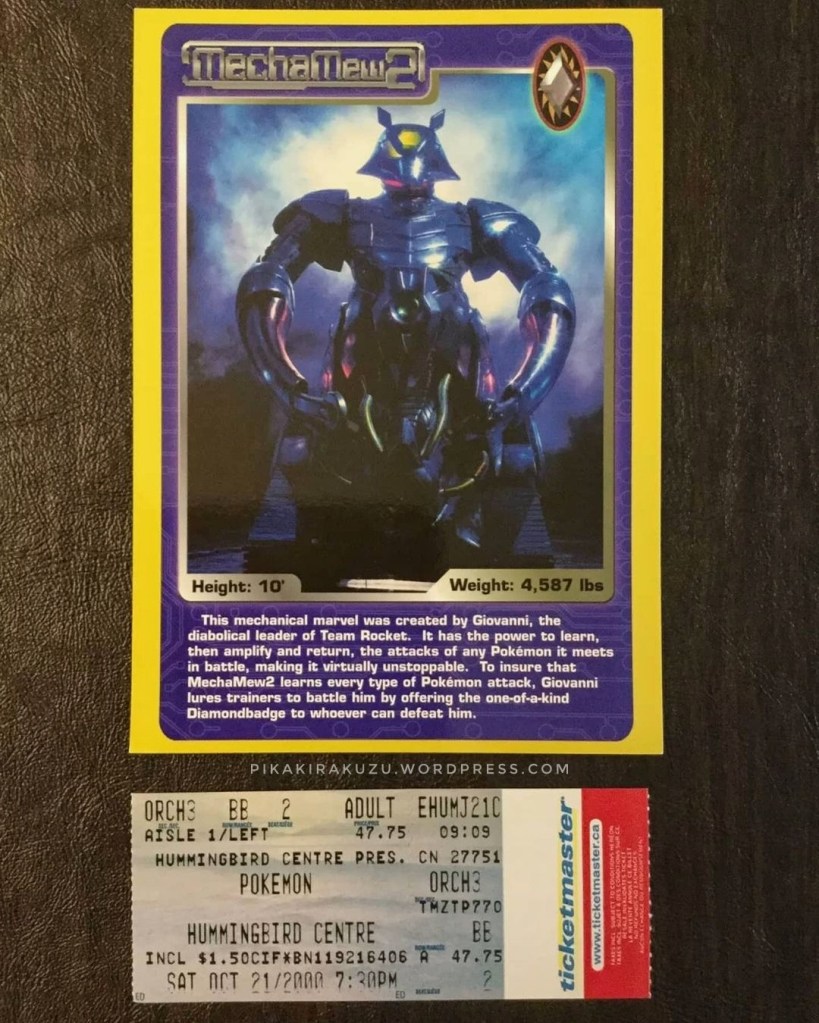 MechaMew2
Height: 10'
Weight: 4,587 lbs
This mechanical marvel was created by Giovanni, the
diabolical leader of Team Rocket. It has the power to learn,
then amplify and return, the attacks of any Pokémon it meets
in battle, making it virtually unstoppable. To insure that
MechaMew2 learns every type of Pokémon attack, Giovanni
lures trainers to battle him by offering the one-of-a-kind
Diamondbadge to whoever can defeat him.
PIKAKIRAKUZU.WORDPRESS.COM
ORCH3 BB 2 ADULT EHUMJ21C
AISLE 1/LEFT 47.75 09:09
HUMMINGBIRD CENTRE PRES. CN 27751
POKEMON ORCH3
TMZTP770
HUMMINGBIRD CENTRE BB
INCL $1.50CIF*BN119216406 A 47.75
SAT OCT 21/2000 7:30PM 2
ED ED
ticketmaster
www.ticketmaster.ca